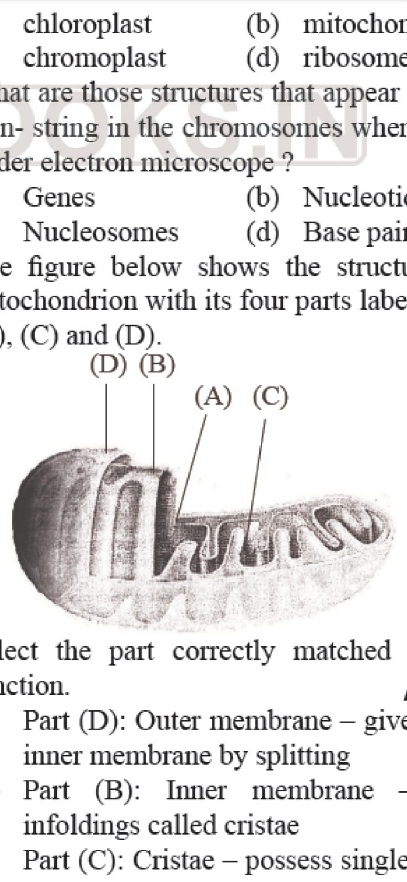 chloroplast (b) mitochon
chromoplast (d) ribosome
hat are those structures that appear
n- string in the chromosomes when
der electron microscope ?
Genes (b) Nucleotid
Nucleosomes (d) Base pair
e figure below shows the structu
tochondrion with its four parts labe
), (C) and (D).
(D) (B)
(A) (C)
lect the part correctly matched
nction.
Part (D): Outer membrane – give
inner membrane by splitting
Part (B): Inner membrane –
infoldings called cristae
Part (C): Cristae – possess single